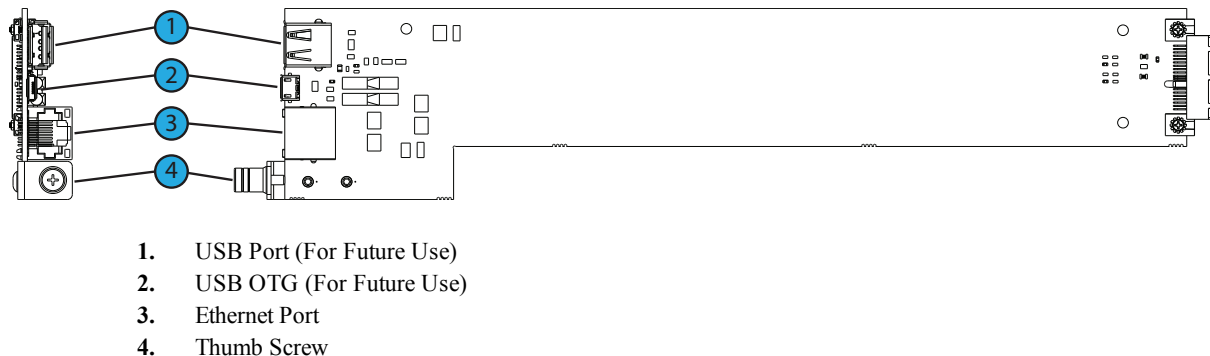 1
2
3
4
1. USB Port (For Future Use)
2. USB OTG (For Future Use)
3. Ethernet Port
4. Thumb Screw